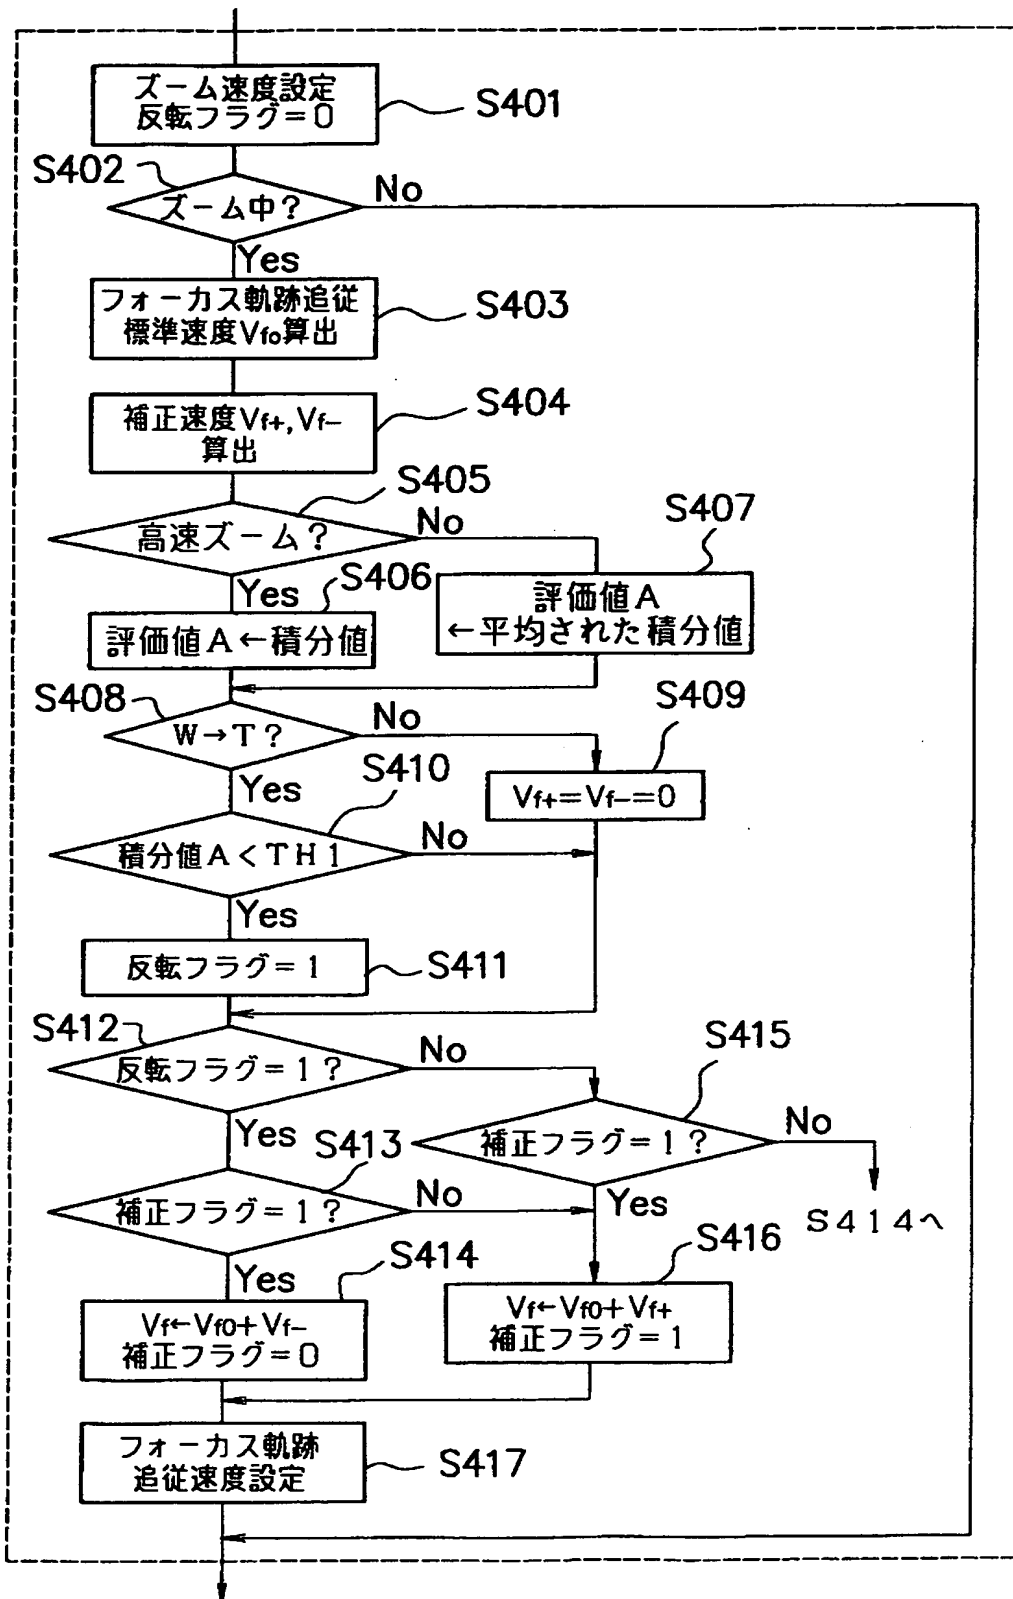 ズーム速度設定
反転フラグ=0
S401
S402
ズーム中?
No
Yes
フォーカス軌跡追従
標準速度Vf0算出
S403
補正速度Vf+,Vf−
算出
S404
S405
高速ズーム?
No
Yes
S406
評価値A←積分値
S407
評価値A
←平均された積分値
S408
W→T?
No
Yes
S409
Vf+=Vf−=0
S410
積分値A<TH1
No
Yes
反転フラグ=1
S411
S412
反転フラグ=1?
No
Yes
S415
補正フラグ=1?
No
Yes
S414へ
S413
補正フラグ=1?
No
Yes
S414
Vf←Vf0+Vf−
補正フラグ=0
S416
Vf←Vf0+Vf+
補正フラグ=1
フォーカス軌跡
追従速度設定
S417